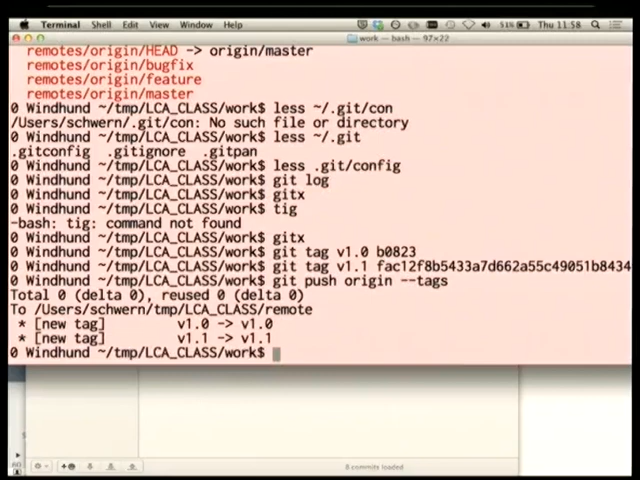 Terminal Shell Edit View Window Help 51% Thu 11:58
work — bash — 97×22
remotes/origin/HEAD -> origin/master
remotes/origin/bugfix
remotes/origin/feature
remotes/origin/master
0 Windhund ~/tmp/LCA_CLASS/work$ less ~/.git/con
/Users/schwern/.git/con: No such file or directory
0 Windhund ~/tmp/LCA_CLASS/work$ less ~/.git
.gitconfig .gitignore .gitpan
0 Windhund ~/tmp/LCA_CLASS/work$ less .git/config
0 Windhund ~/tmp/LCA_CLASS/work$ git log
0 Windhund ~/tmp/LCA_CLASS/work$ gitx
0 Windhund ~/tmp/LCA_CLASS/work$ tig
-bash: tig: command not found
0 Windhund ~/tmp/LCA_CLASS/work$ gitx
0 Windhund ~/tmp/LCA_CLASS/work$ git tag v1.0 b0823
0 Windhund ~/tmp/LCA_CLASS/work$ git tag v1.1 fac12f8b5433a7d662a55c49051b8434
0 Windhund ~/tmp/LCA_CLASS/work$ git push origin --tags
Total 0 (delta 0), reused 0 (delta 0)
To /Users/schwern/tmp/LCA_CLASS/remote
* [new tag] v1.0 -> v1.0
* [new tag] v1.1 -> v1.1
0 Windhund ~/tmp/LCA_CLASS/work$
8 commits loaded